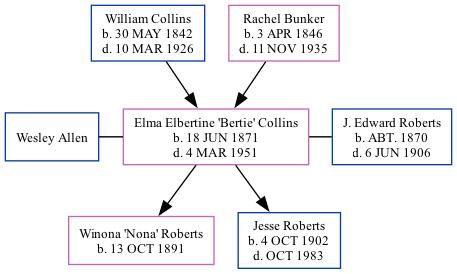 William Collins
b. 30 MAY 1842
d. 10 MAR 1926
Rachel Bunker
b. 3 APR 1846
d. 11 NOV 1935
Wesley Allen
Elma Elbertine 'Bertie' Collins
b. 18 JUN 1871
d. 4 MAR 1951
J. Edward Roberts
b. ABT. 1870
d. 6 JUN 1906
Winona 'Nona' Roberts
b. 13 OCT 1891
Jesse Roberts
b. 4 OCT 1902
d. OCT 1983